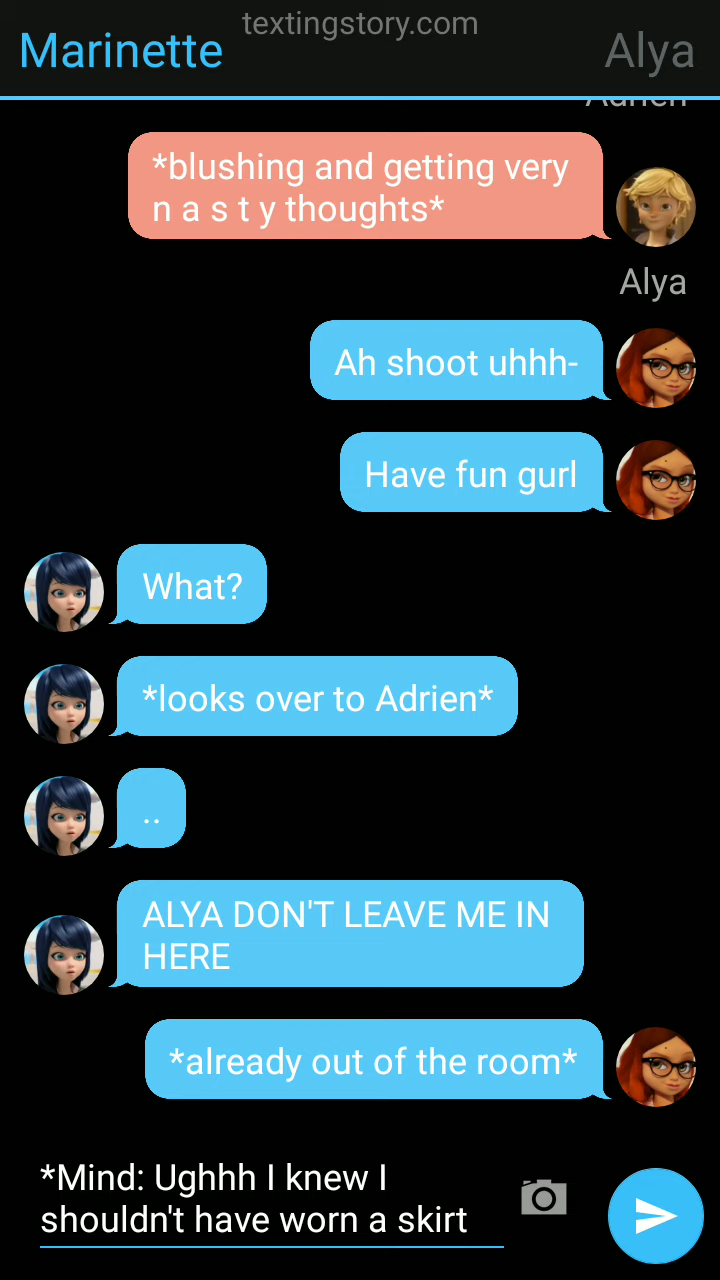 textingstory.com
Marinette
Alya
Adrien
*blushing and getting very
n a s t y thoughts*
Alya
Ah shoot uhhh-
Have fun gurl
What?
*looks over to Adrien*
..
ALYA DON'T LEAVE ME IN
HERE
*already out of the room*
*Mind: Ughhh I knew I
shouldn't have worn a skirt